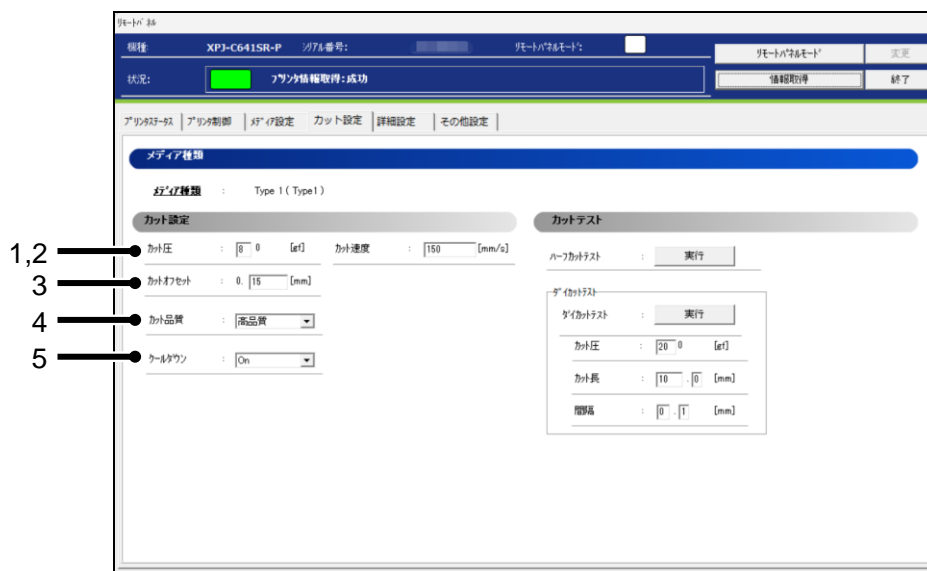 リモートパネル
機種: XPJ-C641SR-P シリアル番号: リモートパネルモード: リモートパネルモード 変更
状況: プリンタ情報取得:成功 情報取得 終了
プリンタステータス プリンタ制御 メディア設定 カット設定 詳細設定 その他設定
メディア種類
メディア種類 : Type 1 ( Type1 )
カット設定 カットテスト
1,2 カット圧 : 8 0 [gf] カット速度 : 150 [mm/s] ハーフカットテスト : 実行
3 カットオフセット : 0. 15 [mm] ダイカットテスト
4 カット品質 : 高品質 ダイカットテスト : 実行
5 クールダウン : On カット圧 : 20 0 [gf]
カット長 : 10 . 0 [mm]
間隔 : 0 . 1 [mm]